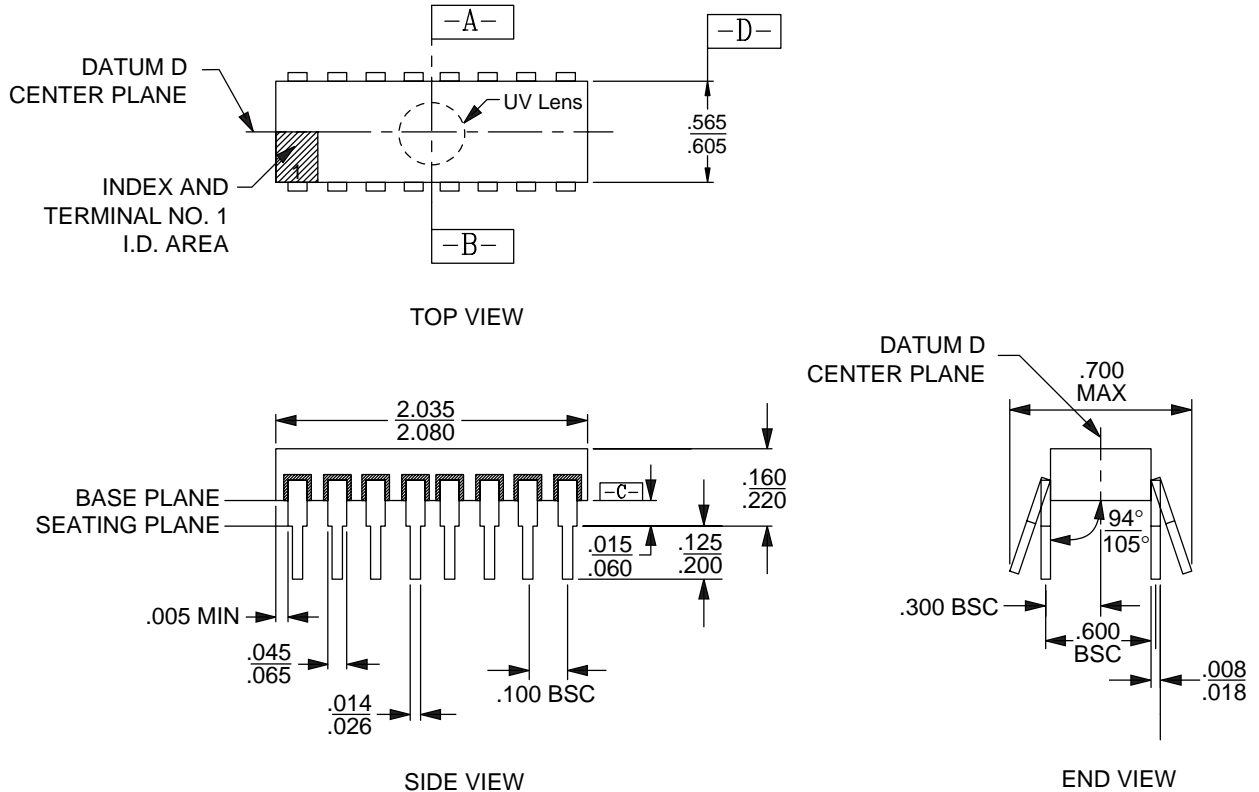 -A-
-D-
DATUM D
CENTER PLANE
UV Lens
.565
.605
1
INDEX AND
TERMINAL NO. 1
I.D. AREA
-B-
TOP VIEW
DATUM D
CENTER PLANE
.700
MAX
2.035
2.080
.160
.220
BASE PLANE
-C-
SEATING PLANE
94°
105°
.015
.060
.125
.200
.005 MIN
.300 BSC
.045
.065
.600
BSC
.100 BSC
.008
.018
.014
.026
SIDE VIEW
END VIEW